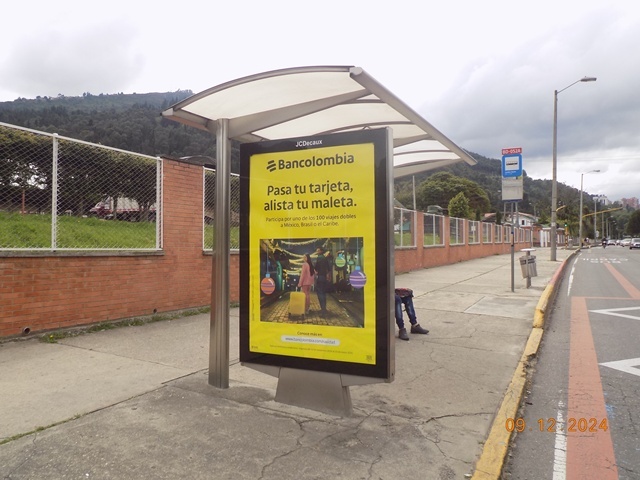 JCDecaux
Bancolombia
Pasa tu tarjeta,
alista tu maleta.
Participa por uno de los 100 viajes dobles
a México, Brasil o el Caribe.
09.12.2024